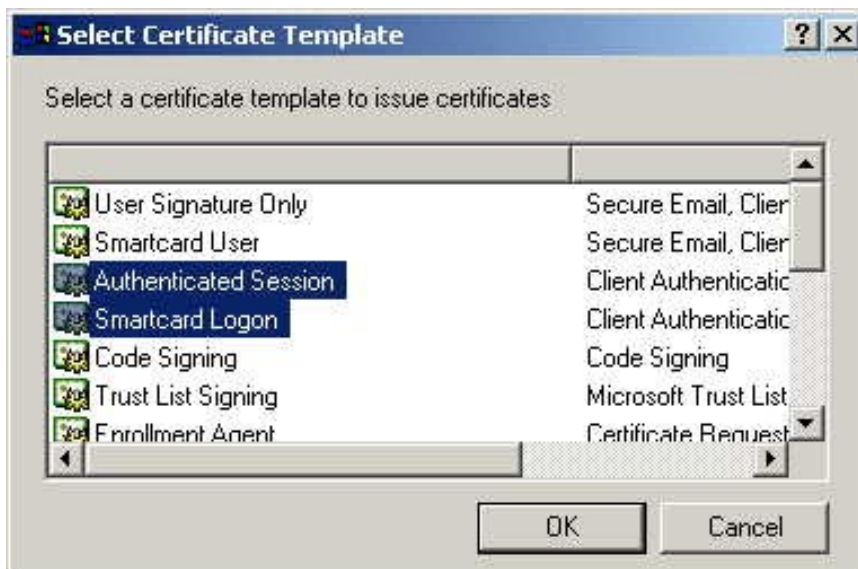 Select Certificate Template
Select a certificate template to issue certificates
User Signature Only Secure Email, Clien
Smartcard User Secure Email, Clien
Authenticated Session Client Authenticatic
Smartcard Logon Client Authenticatic
Code Signing Code Signing
Trust List Signing Microsoft Trust List
Enrollment Agent Certificate Request
OK Cancel